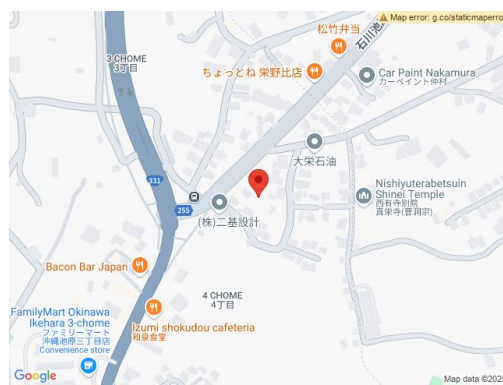 Map error: g.co/staticmaperro
松竹弁当
石川池
3 CHOME
3丁目
ちょっとね 栄野比店
Car Paint Nakamura
カーペイント仲村
大栄石油
331
255
Nishiyuterabetsuin
Shinei Temple
西有寺別院
真栄寺(曹洞宗)
(株)二基設計
Bacon Bar Japan
4 CHOME
4丁目
FamilyMart Okinawa
Ikehara 3-chome
ファミリーマート
沖縄池原三丁目店
Convenience store
Izumi shokudou cafeteria
和泉食堂
Google
Map data ©2025